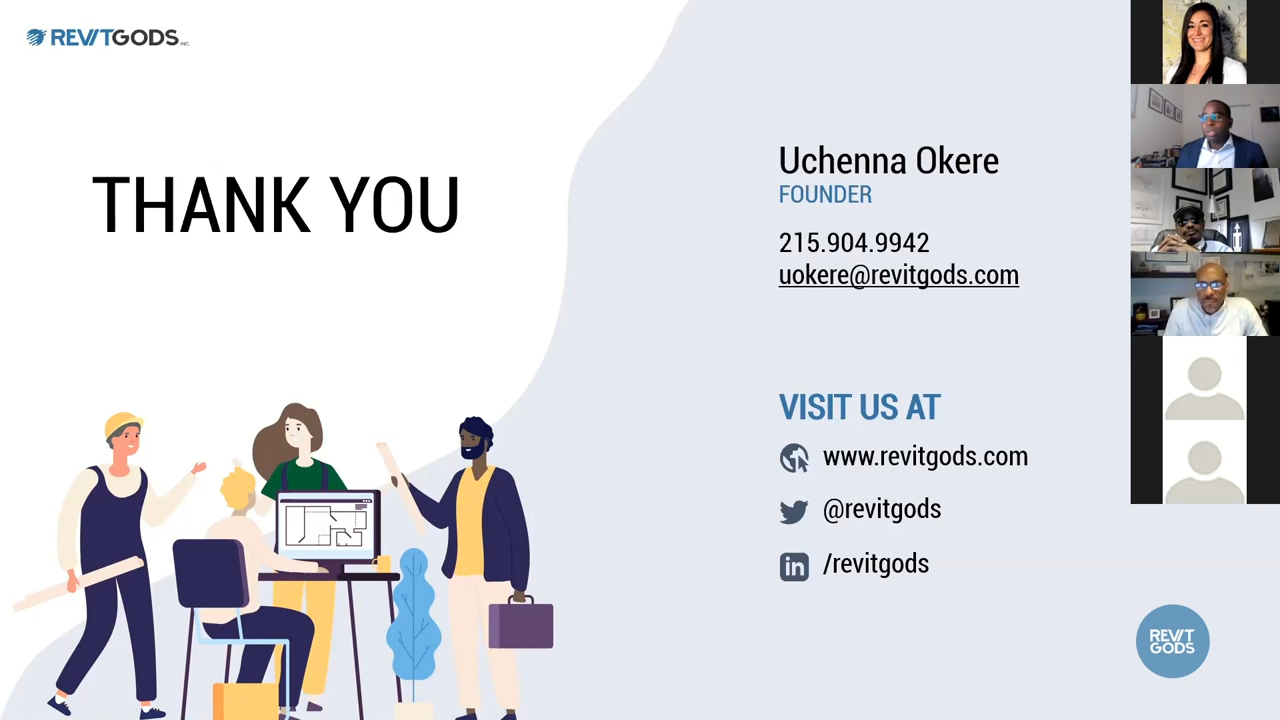 REVITGODS INC.
THANK YOU
Uchenna Okere
FOUNDER
215.904.9942
uokere@revitgods.com
VISIT US AT
www.revitgods.com
@revitgods
in /revitgods
REVIT
GODS